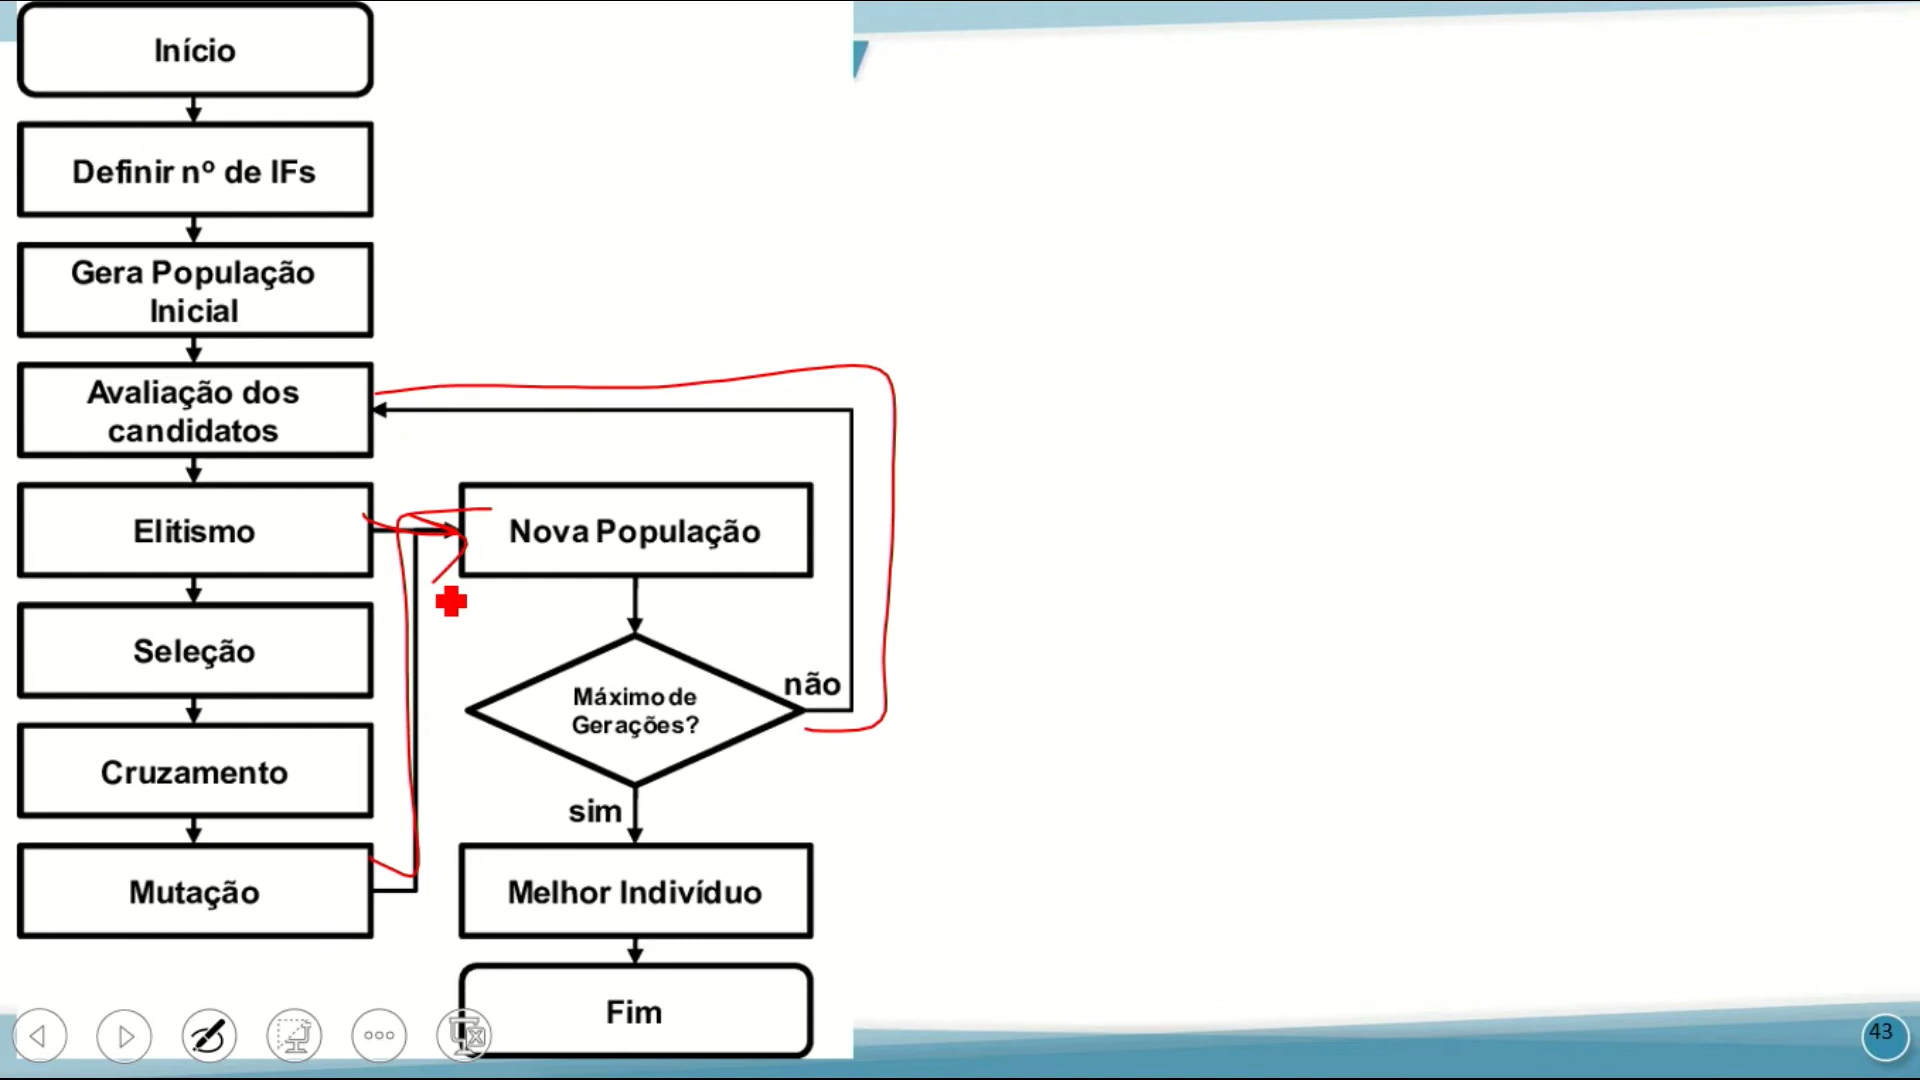 Início
Definir nº de IFs
Gera População
Inicial
Avaliação dos
candidatos
Elitismo
Seleção
Cruzamento
Mutação
Nova População
Máximo de
Gerações?
não
sim
Melhor Indivíduo
Fim
43